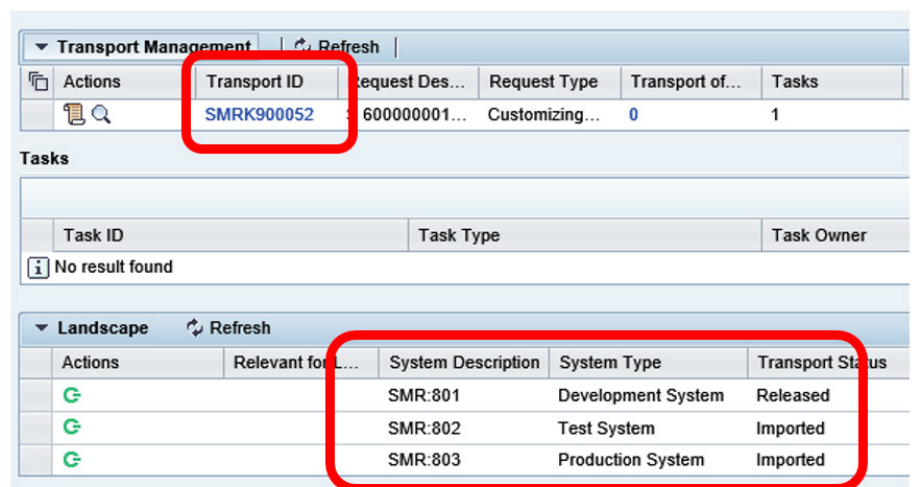 Transport Management | Refresh |
Actions Transport ID Request Des... Request Type Transport of... Tasks
SMRK900052 600000001... Customizing... 0 1
Tasks
Task ID Task Type Task Owner
No result found
Landscape Refresh
Actions Relevant for L... System Description System Type Transport Status
SMR:801 Development System Released
SMR:802 Test System Imported
SMR:803 Production System Imported